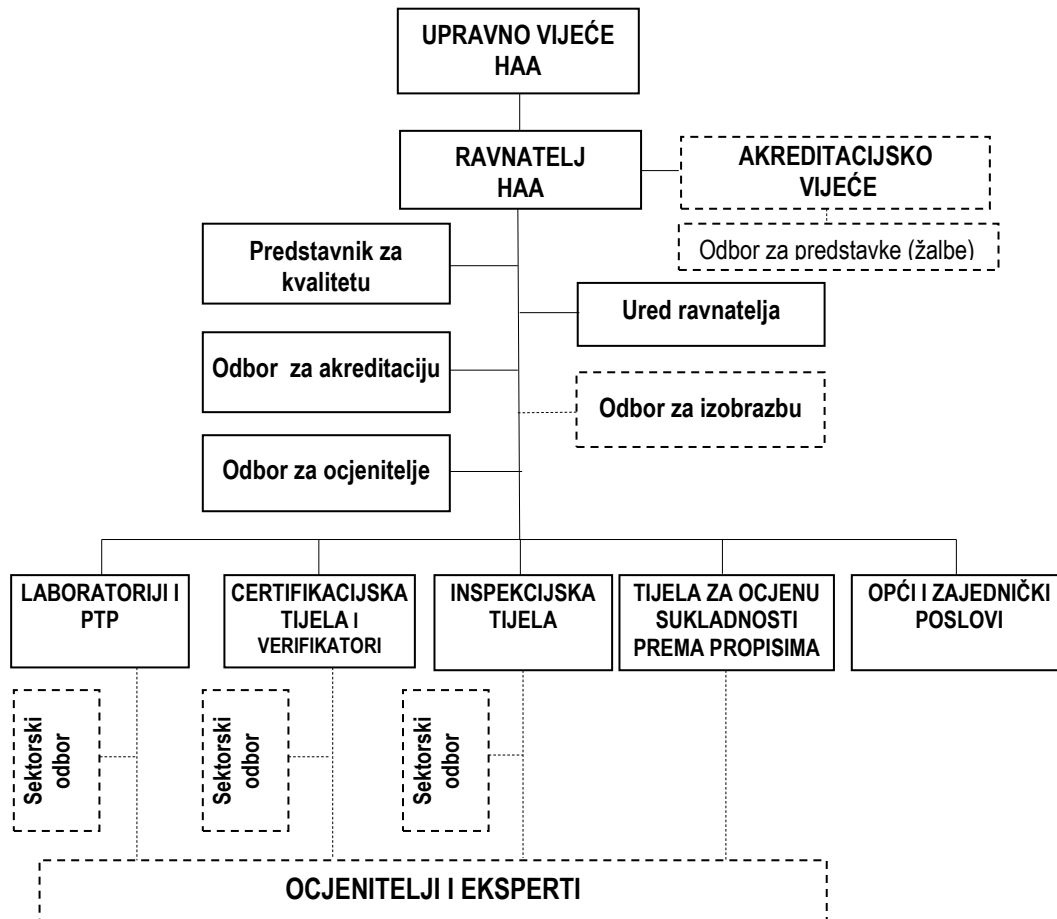 UPRAVNO VIJEĆE
HAA
RAVNATELJ
HAA
AKREDITACIJSKO
VIJEĆE
Odbor za predstavke (žalbe)
Predstavnik za
kvalitetu
Ured ravnatelja
Odbor za akreditaciju
Odbor za izobrazbu
Odbor za ocjenitelje
LABORATORIJI I
PTP
CERTIFIKACIJSKA
TIJELA I
VERIFIKATORI
INSPEKCIJSKA
TIJELA
TIJELA ZA OCJENU
SUKLADNOSTI
PREMA PROPISIMA
OPĆI I ZAJEDNIČKI
POSLOVI
Sektorski
odbor
Sektorski
odbor
Sektorski
odbor
OCJENITELJI I EKSPERTI